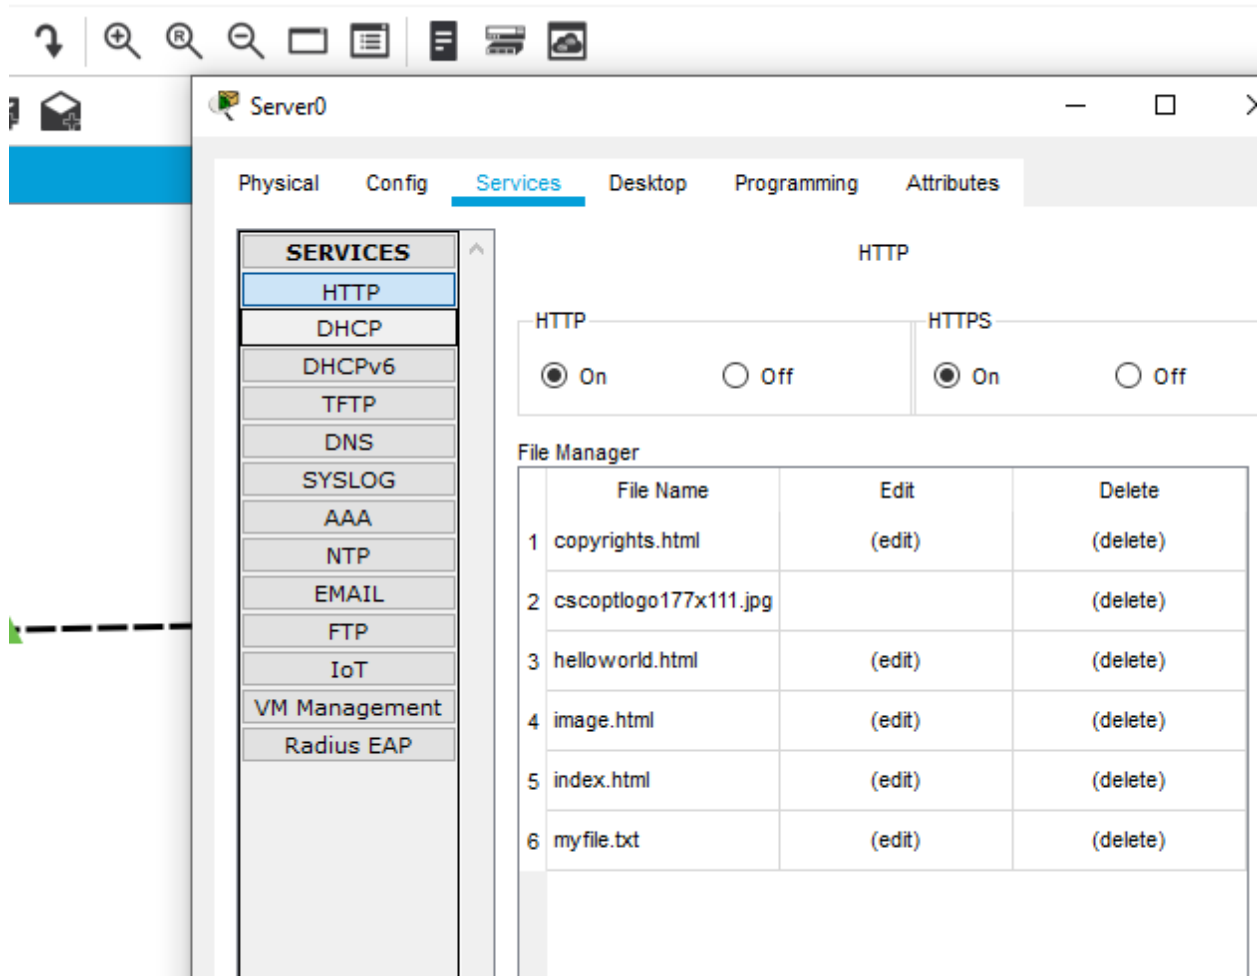 Server0
Physical Config Services Desktop Programming Attributes
SERVICES
HTTP
DHCP
DHCPv6
TFTP
DNS
SYSLOG
AAA
NTP
EMAIL
FTP
IoT
VM Management
Radius EAP
HTTP
HTTP HTTPS
On Off On Off
File Manager
File Name Edit Delete
1 copyrights.html (edit) (delete)
2 cscoptlogo177x111.jpg (delete)
3 helloworld.html (edit) (delete)
4 image.html (edit) (delete)
5 index.html (edit) (delete)
6 myfile.txt (edit) (delete)